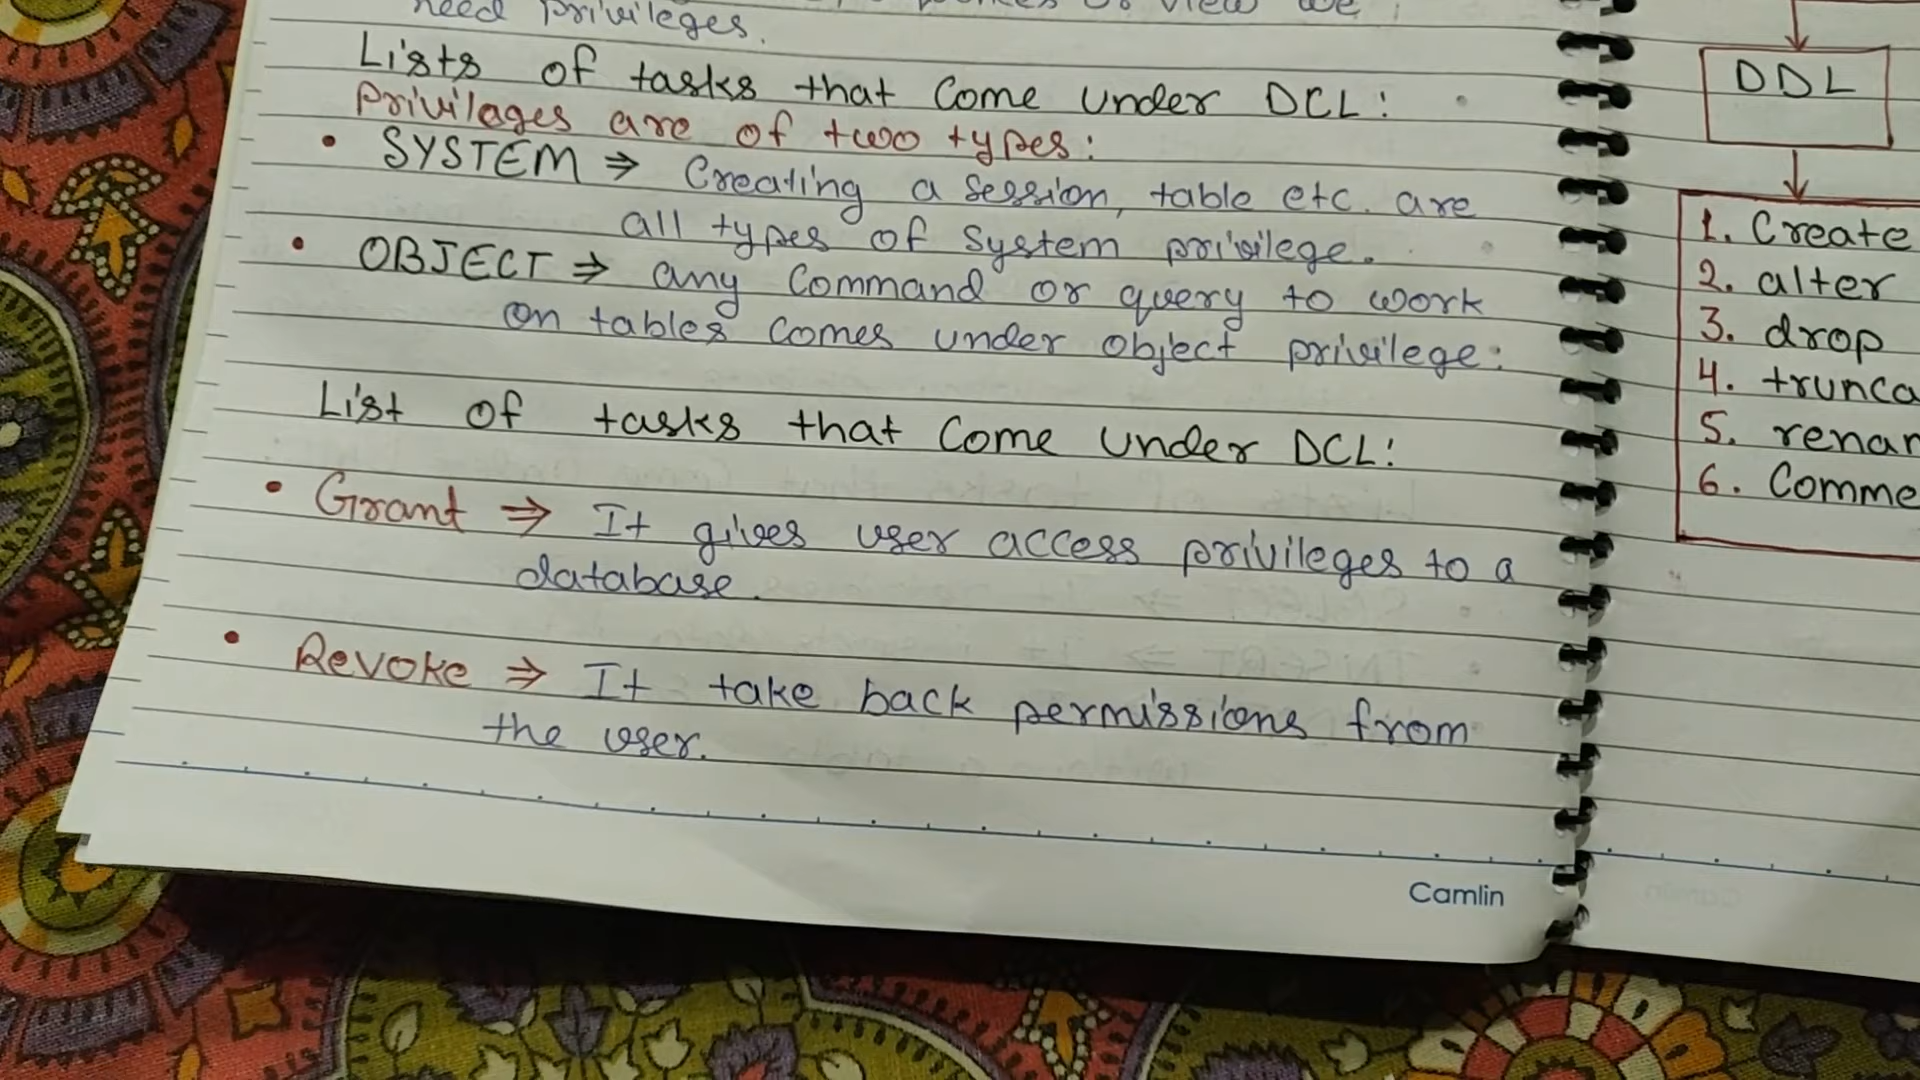 need privileges.
Lists of tasks that Come under DCL:
Privilages are of two types:
• SYSTEM ⇒ Creating a session, table etc. are
all types of System privilege.
• OBJECT ⇒ any Command or query to work
on tables comes under object privilege.
List of tasks that Come under DCL:
• Grant ⇒ It gives user access privileges to a
database.
• Revoke ⇒ It take back permissions from
the user.
Camlin
DDL
1. Create
2. alter
3. drop
4. trunca
5. renam
6. Comme